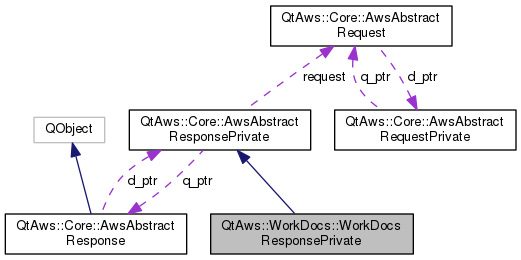 QtAws::Core::AwsAbstract
Request
request
q_ptr
d_ptr
QObject
QtAws::Core::AwsAbstract
ResponsePrivate
QtAws::Core::AwsAbstract
RequestPrivate
d_ptr
q_ptr
QtAws::Core::AwsAbstract
Response
QtAws::WorkDocs::WorkDocs
ResponsePrivate